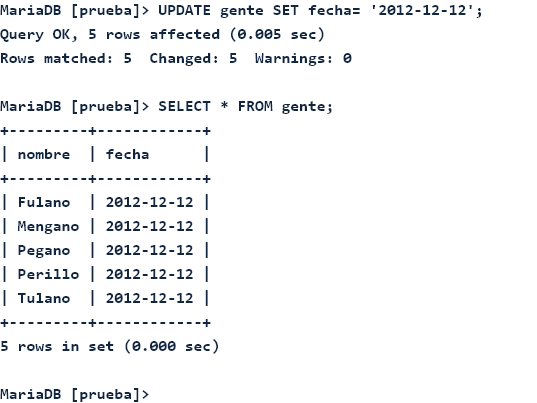 MariaDB [prueba]> UPDATE gente SET fecha= '2012-12-12';
Query OK, 5 rows affected (0.005 sec)
Rows matched: 5  Changed: 5  Warnings: 0

MariaDB [prueba]> SELECT * FROM gente;
+---------+------------+
| nombre  | fecha      |
+---------+------------+
| Fulano  | 2012-12-12 |
| Mengano | 2012-12-12 |
| Pegano  | 2012-12-12 |
| Perillo | 2012-12-12 |
| Tulano  | 2012-12-12 |
+---------+------------+
5 rows in set (0.000 sec)

MariaDB [prueba]>